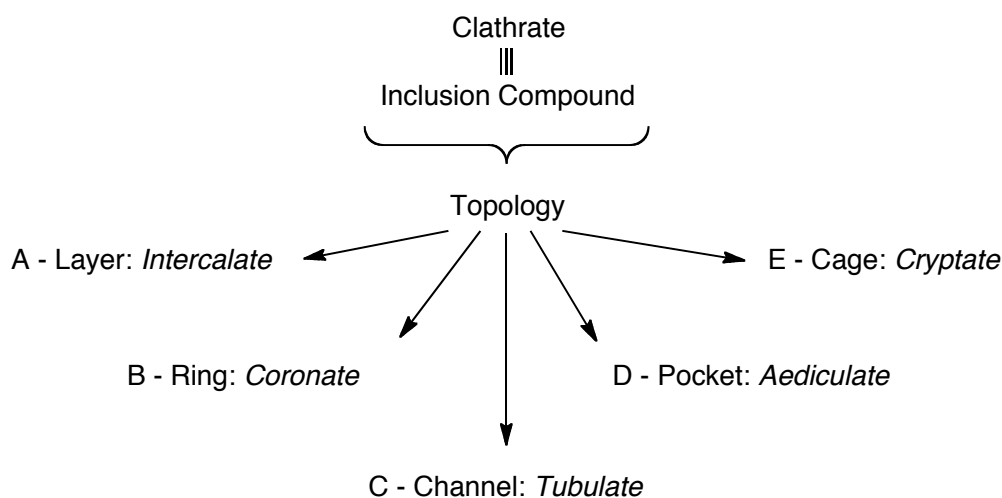 Clathrate
Inclusion Compound
Topology
A - Layer: Intercalate
E - Cage: Cryptate
B - Ring: Coronate
D - Pocket: Aediculate
C - Channel: Tubulate